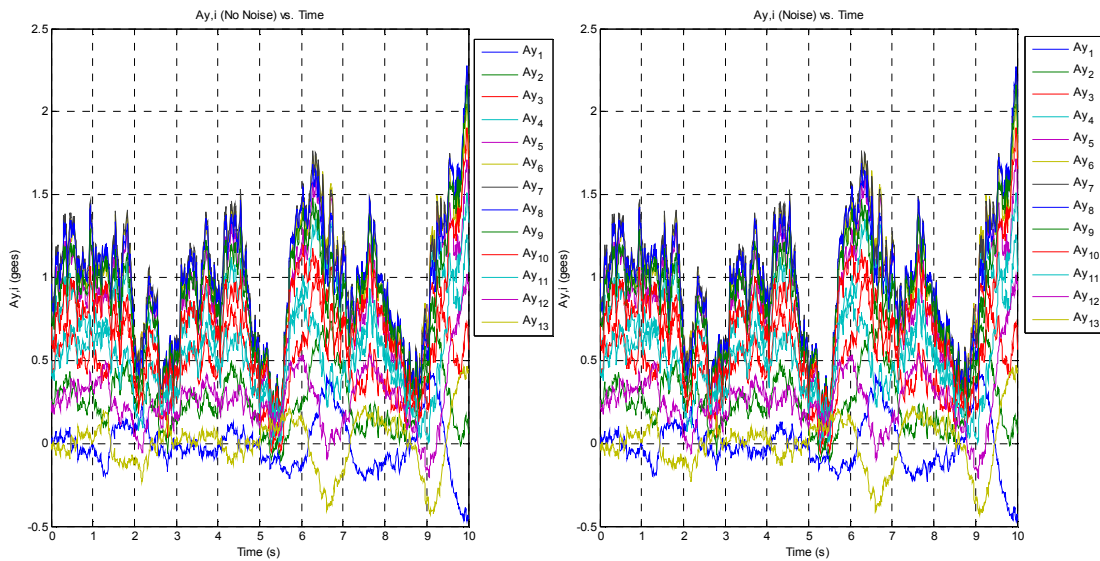 Ay,i (No Noise) vs. Time
2.5
2
1.5
1
0.5
0
-0.5
Ay,i (gees)
0 1 2 3 4 5 6 7 8 9 10
Time (s)
Ay1
Ay2
Ay3
Ay4
Ay5
Ay6
Ay7
Ay8
Ay9
Ay10
Ay11
Ay12
Ay13
Ay,i (Noise) vs. Time
2.5
2
1.5
1
0.5
0
-0.5
Ay,i (gees)
0 1 2 3 4 5 6 7 8 9 10
Time (s)
Ay1
Ay2
Ay3
Ay4
Ay5
Ay6
Ay7
Ay8
Ay9
Ay10
Ay11
Ay12
Ay13